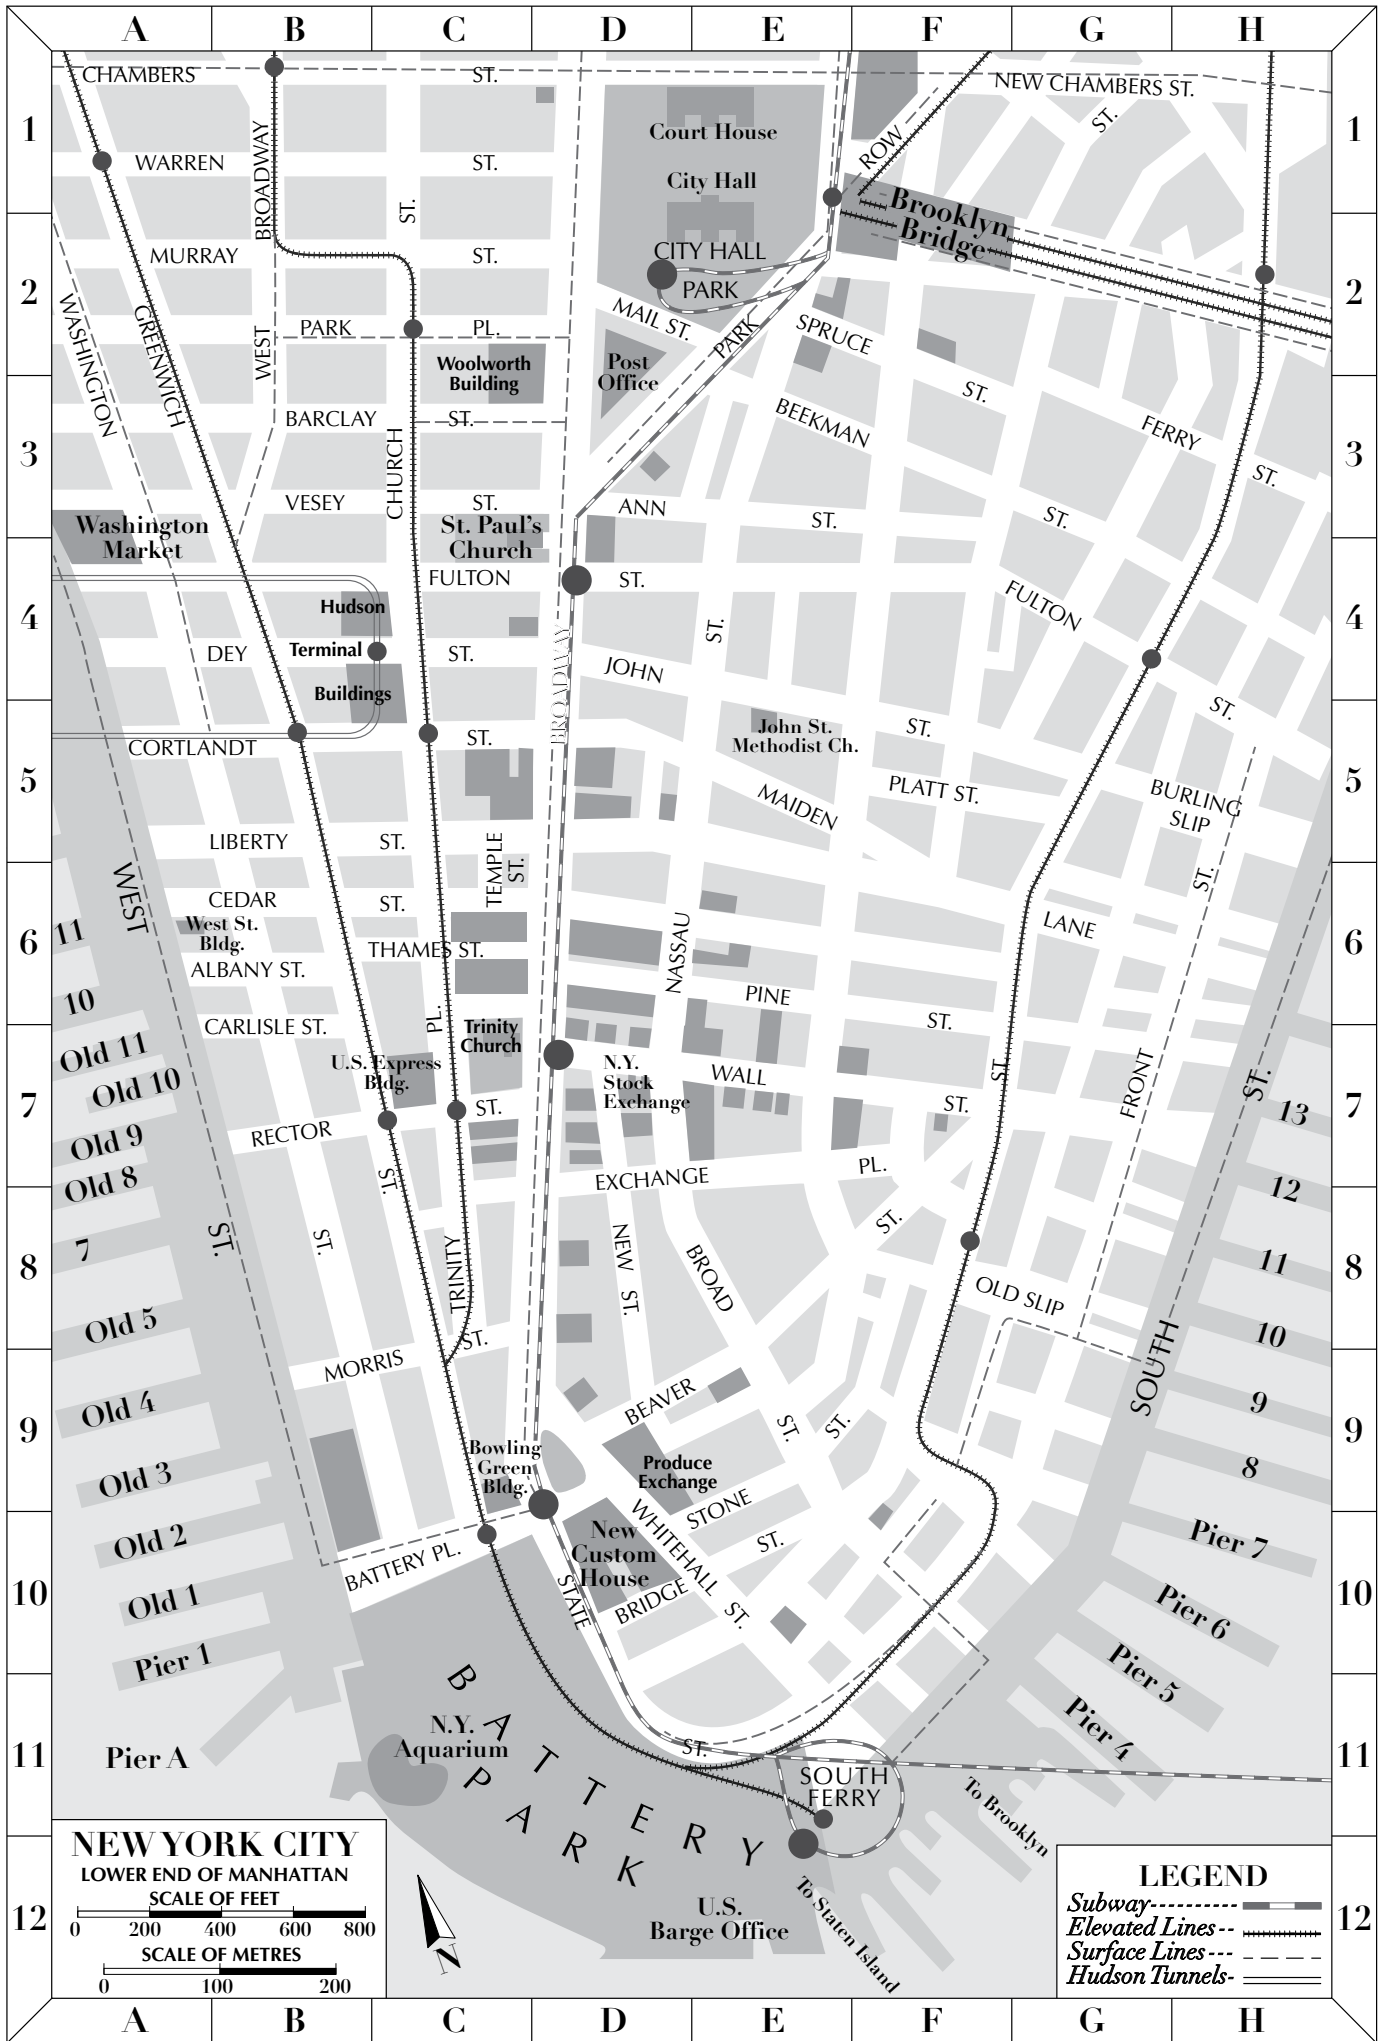 A B C D E F G H
CHAMBERS ST.
NEW CHAMBERS ST.
1 1
Court House
ST.
BROADWAY
ROW
WARREN ST.
City Hall
ST.
Brooklyn
Bridge
MURRAY ST.
CITY HALL
PARK
2 2
WASHINGTON
GREENWICH
WEST
PARK PL.
MAIL ST.
PARK
SPRUCE
ST.
Woolworth
Building
Post
Office
BARCLAY ST.
BEEKMAN
FERRY
ST.
3 3
CHURCH
VESEY ST.
ANN
ST.
ST.
Washington
Market
St. Paul's
Church
FULTON ST.
FULTON
4 4
Hudson
Terminal
Buildings
DEY ST.
ST.
BROADWAY
JOHN
ST.
ST.
John St.
Methodist Ch.
CORTLANDT ST.
5 5
MAIDEN
PLATT ST.
BURLING
SLIP
LIBERTY ST.
TEMPLE
ST.
WEST
ST.
CEDAR ST.
West St.
Bldg.
NASSAU
LANE
6 6
11
THAMES ST.
ALBANY ST.
10
PINE
ST.
CARLISLE ST.
PL.
Trinity
Church
Old 11
Old 10
U.S. Express
Bldg.
N.Y.
Stock
Exchange
WALL
ST.
ST.
FRONT
ST.
7 7
ST.
13
Old 9
RECTOR
Old 8
ST.
EXCHANGE PL.
12
ST.
7
ST.
ST.
NEW
ST.
BROAD
11
8 8
TRINITY
OLD SLIP
Old 5
ST.
10
MORRIS
SOUTH
Old 4
BEAVER
ST.
ST.
9
9 9
Bowling
Green
Bldg.
Produce
Exchange
Old 3
8
STONE
ST.
WHITEHALL
ST.
New
Custom
House
Old 2
Pier 7
BATTERY PL.
STATE
BRIDGE
10 10
Old 1
Pier 6
Pier 1
Pier 5
BATTERY
PARK
N.Y.
Aquarium
ST.
Pier 4
11 11
Pier A
SOUTH
FERRY
To Brooklyn
NEW YORK CITY
LOWER END OF MANHATTAN
SCALE OF FEET
0 200 400 600 800
SCALE OF METRES
0 100 200
N
U.S.
Barge Office
To Staten Island
LEGEND
Subway
Elevated Lines
Surface Lines
Hudson Tunnels
12 12
A B C D E F G H